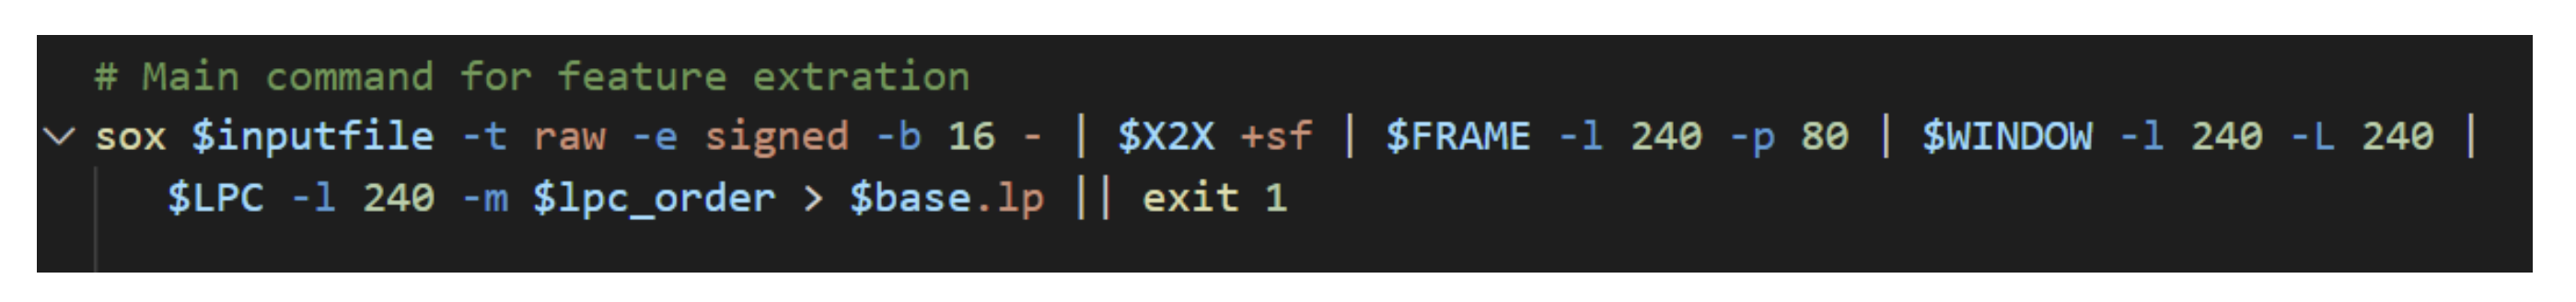 # Main command for feature extration
sox $inputfile -t raw -e signed -b 16 - | $X2X +sf | $FRAME -l 240 -p 80 | $WINDOW -l 240 -L 240 |
$LPC -l 240 -m $lpc_order > $base.lp || exit 1